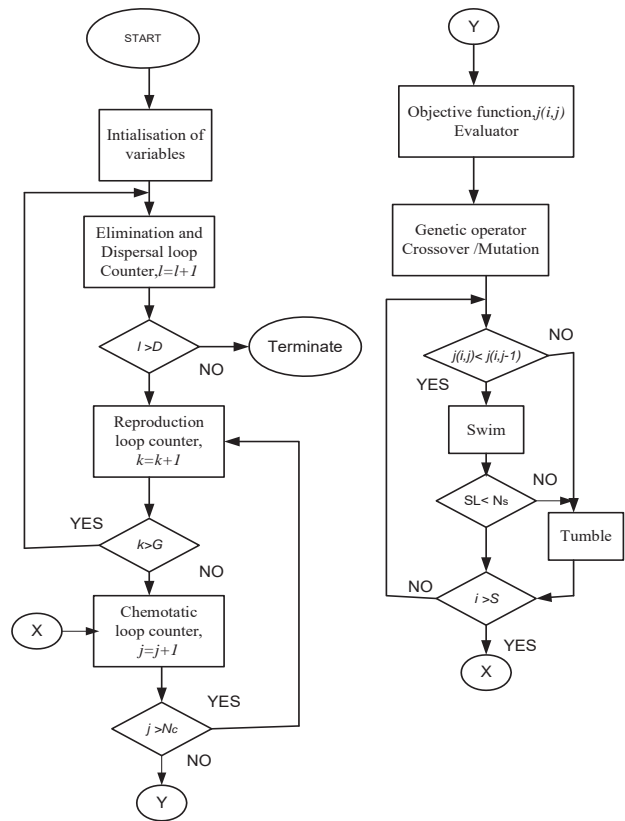 START
Intialisation of
variables
Elimination and
Dispersal loop
Counter,l=l+1
l >D
NO
Terminate
Reproduction
loop counter,
k=k+1
YES
k>G
NO
X
Chemotatic
loop counter,
j=j+1
YES
j >Nc
NO
Y
Y
Objective function,j(i,j)
Evaluator
Genetic operator
Crossover /Mutation
NO
j(i,j)< j(i,j-1)
YES
Swim
NO
SL< Ns
Tumble
NO
i >S
YES
X